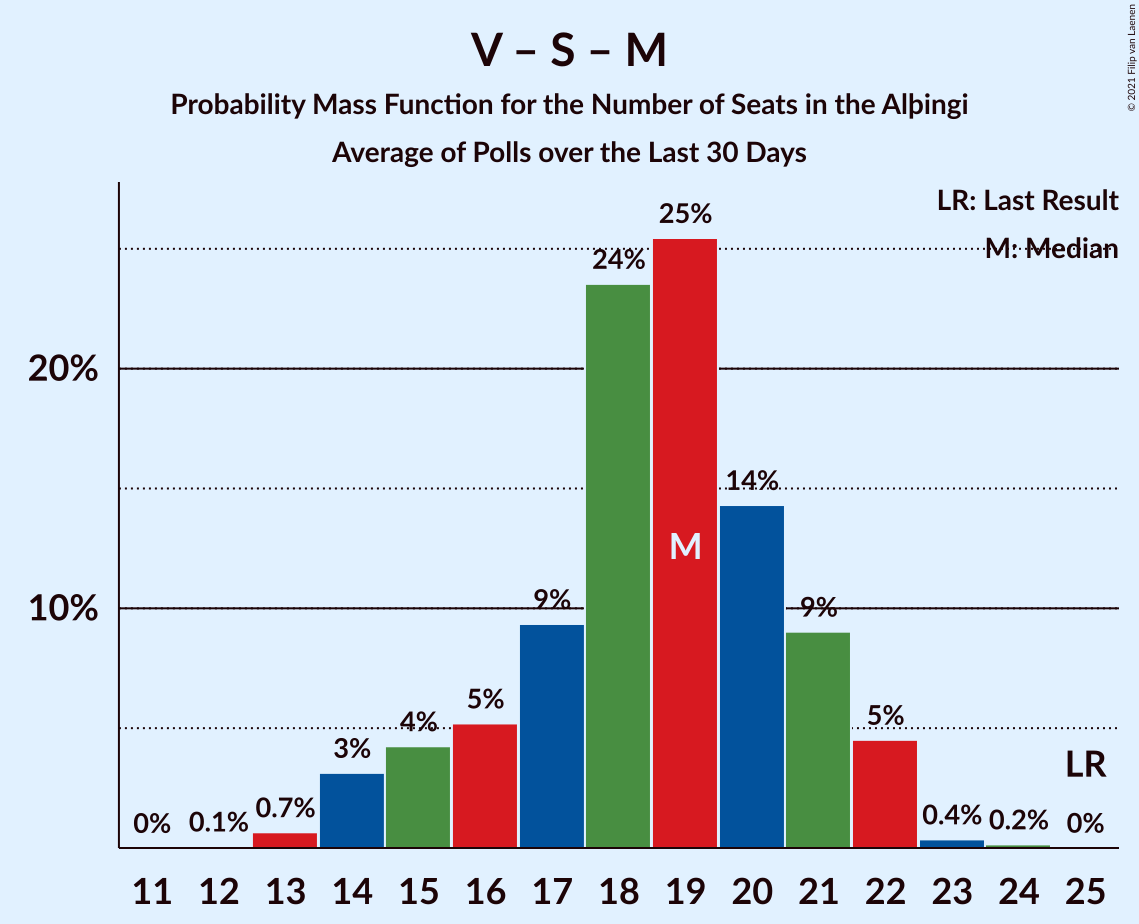 V – S – M
Probability Mass Function for the Number of Seats in the Alþingi
Average of Polls over the Last 30 Days
© 2021 Filip van Laenen
LR: Last Result
M: Median
25%
24%
20%
14%
M
10%
9%
9%
5%
5%
4%
3%
LR
0%
0.1%
0.7%
0.4%
0.2%
0%
11 12 13 14 15 16 17 18 19 20 21 22 23 24 25